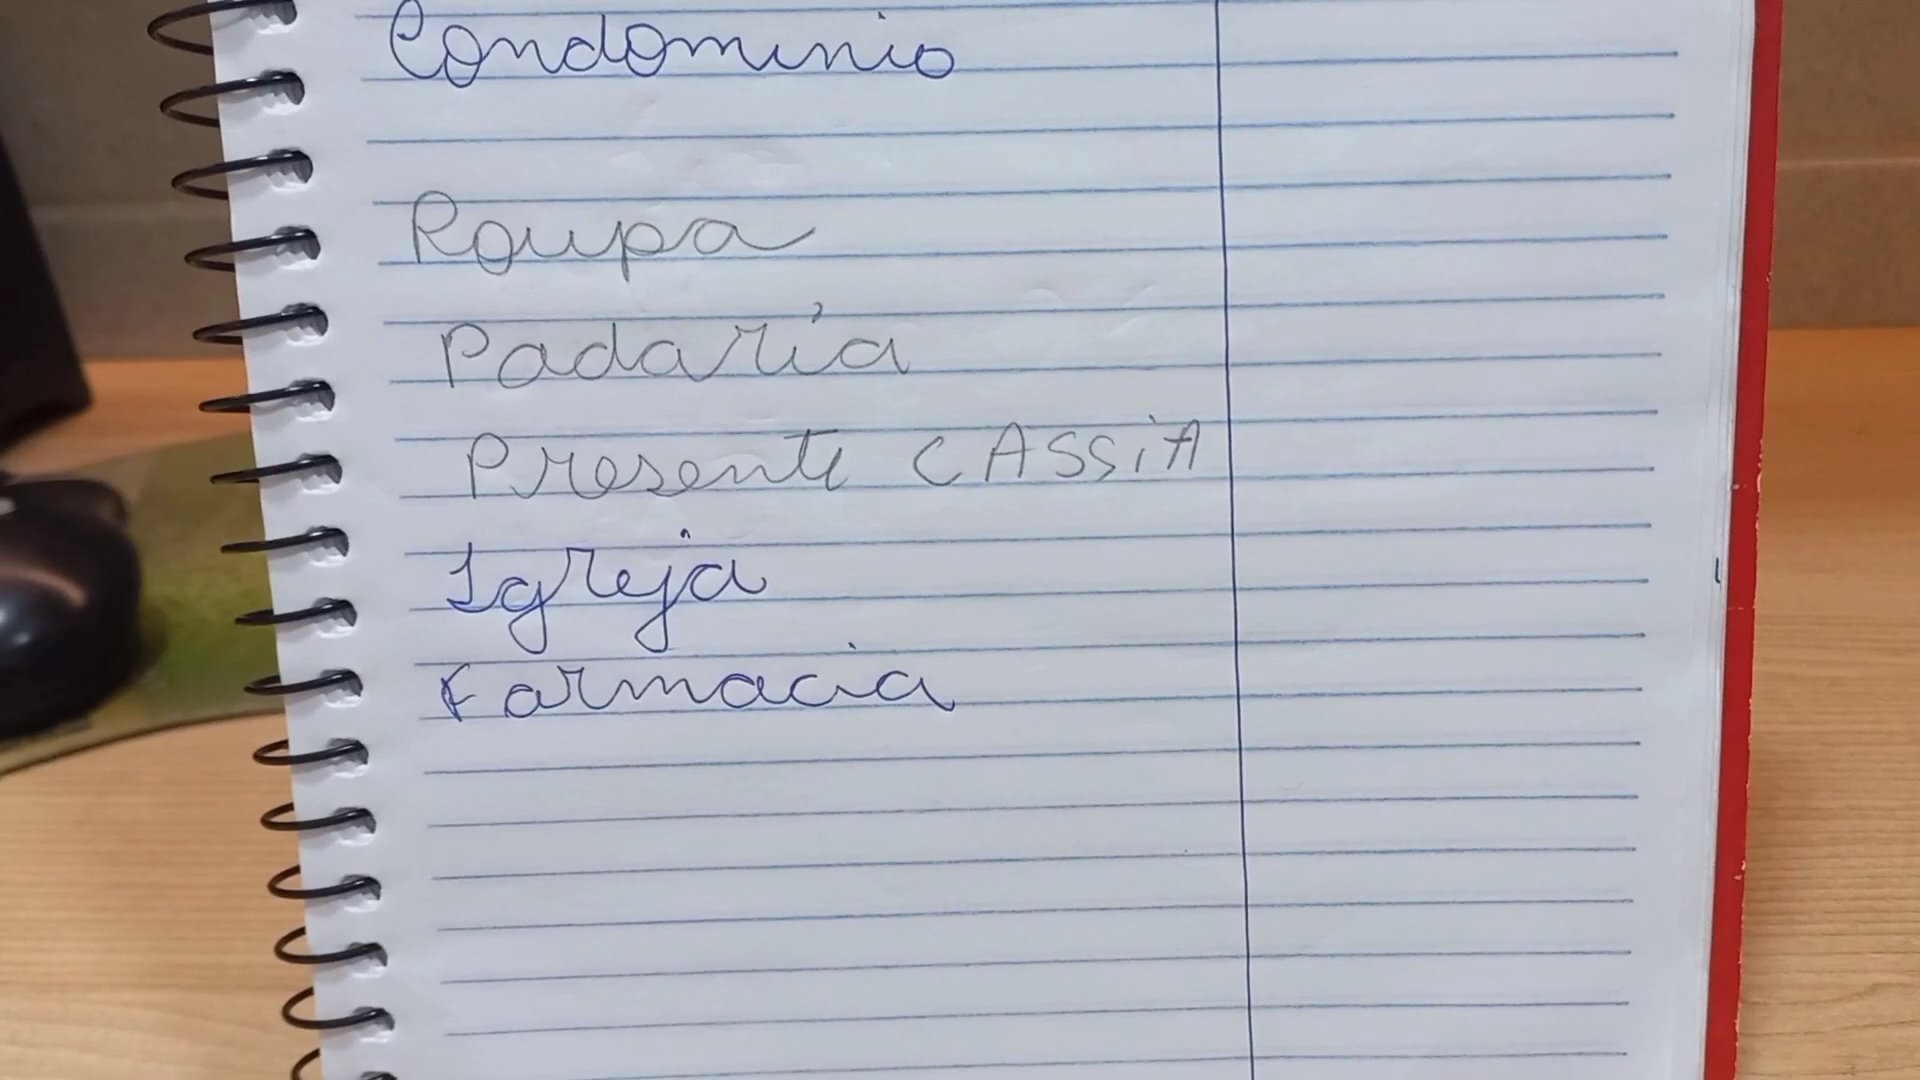 Condominio
Roupa
Padaria
Presente CASSiA
Igreja
Farmacia